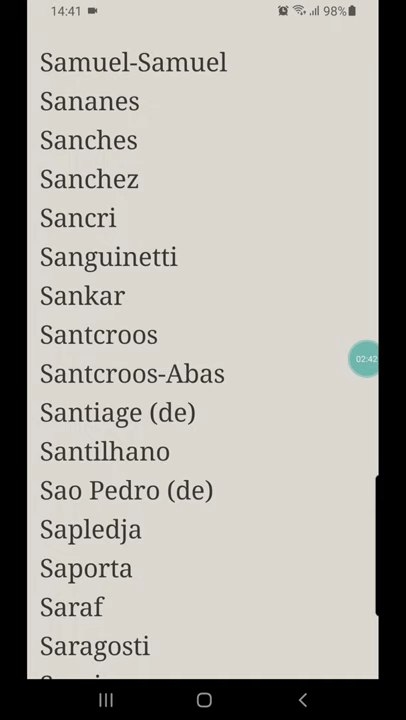 14:41 98%
Samuel-Samuel
Sananes
Sanches
Sanchez
Sancri
Sanguinetti
Sankar
Santcroos
02:42
Santcroos-Abas
Santiage (de)
Santilhano
Sao Pedro (de)
Sapledja
Saporta
Saraf
Saragosti